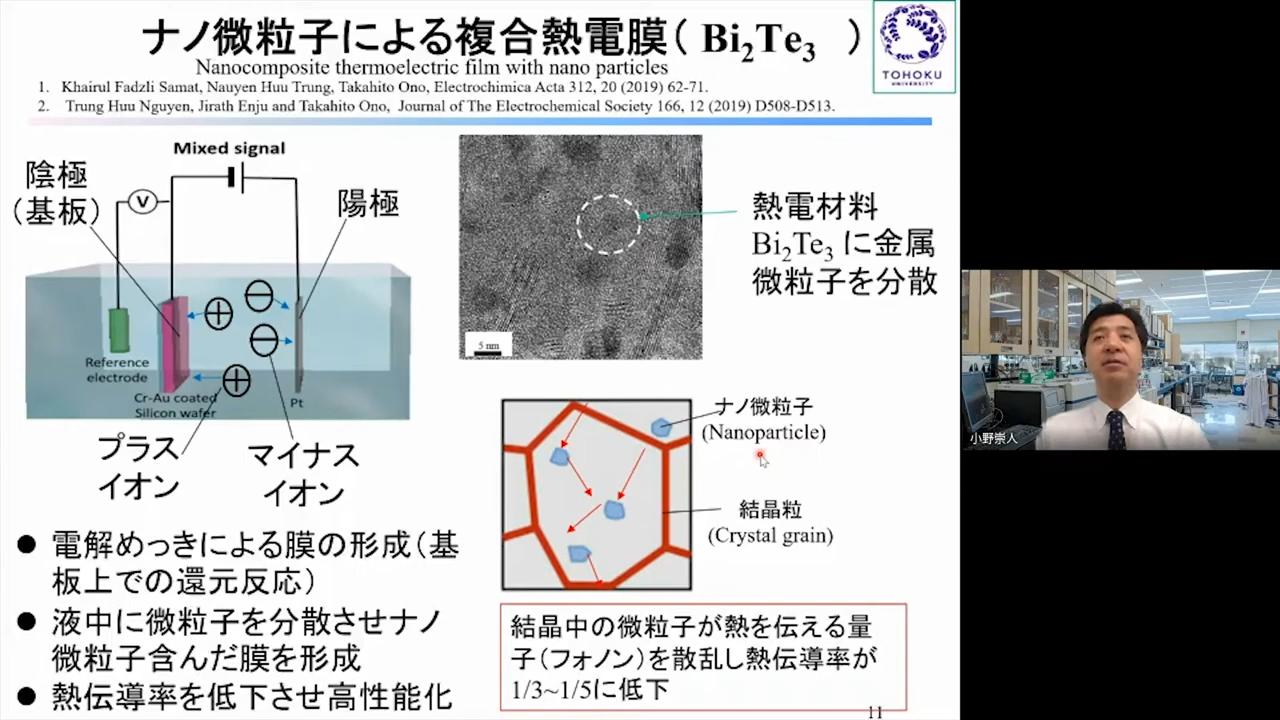 ナノ微粒子による複合熱電膜( Bi₂Te₃ )
Nanocomposite thermoelectric film with nano particles
1. Khairul Fadzli Samat, Nauyen Huu Trung, Takahito Ono, Electrochimica Acta 312, 20 (2019) 62-71.
2. Trung Huu Nguyen, Jirath Enju and Takahito Ono, Journal of The Electrochemical Society 166, 12 (2019) D508-D513.
TOHOKU
UNIVERSITY
Mixed signal
陰極
(基板)
V
陽極
Reference
electrode
Cr-Au coated
Silicon wafer
Pt
プラス
イオン
マイナス
イオン
5 nm
熱電材料
Bi₂Te₃ に金属
微粒子を分散
ナノ微粒子
(Nanoparticle)
結晶粒
(Crystal grain)
● 電解めっきによる膜の形成(基
板上での還元反応)
● 液中に微粒子を分散させナノ
微粒子含んだ膜を形成
● 熱伝導率を低下させ高性能化
結晶中の微粒子が熱を伝える量
子(フォノン)を散乱し熱伝導率が
1/3~1/5に低下
11
小野崇人